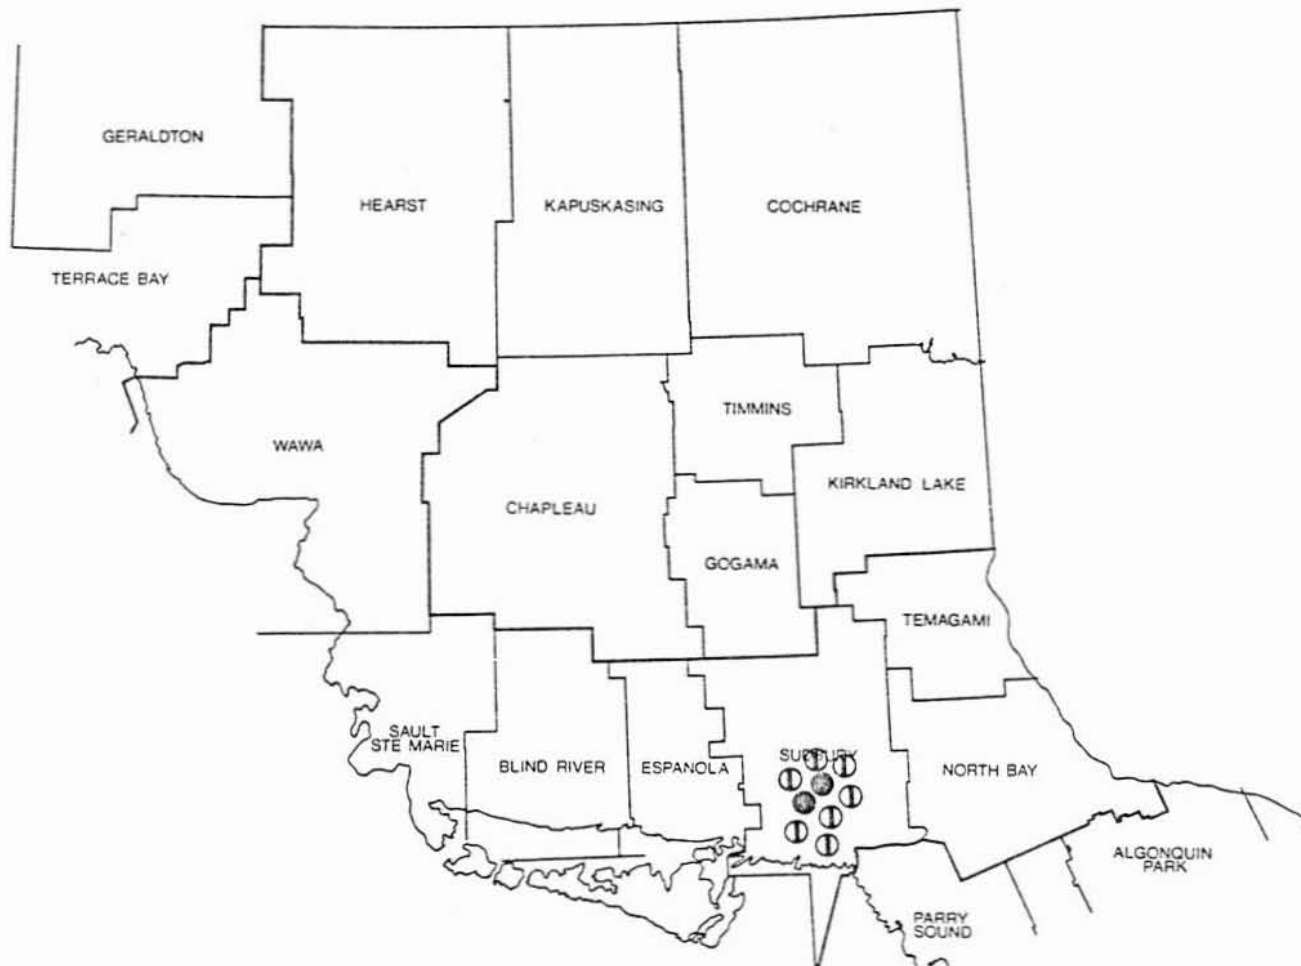 GERALDTON
HEARST
KAPUSKASING
COCHRANE
TERRACE BAY
TIMMINS
WAWA
KIRKLAND LAKE
CHAPLEAU
GOGAMA
TEMAGAMI
SAULT
STE MARIE
BLIND RIVER
ESPANOLA
SUDBURY
NORTH BAY
ALGONQUIN
PARK
PARRY
SOUND